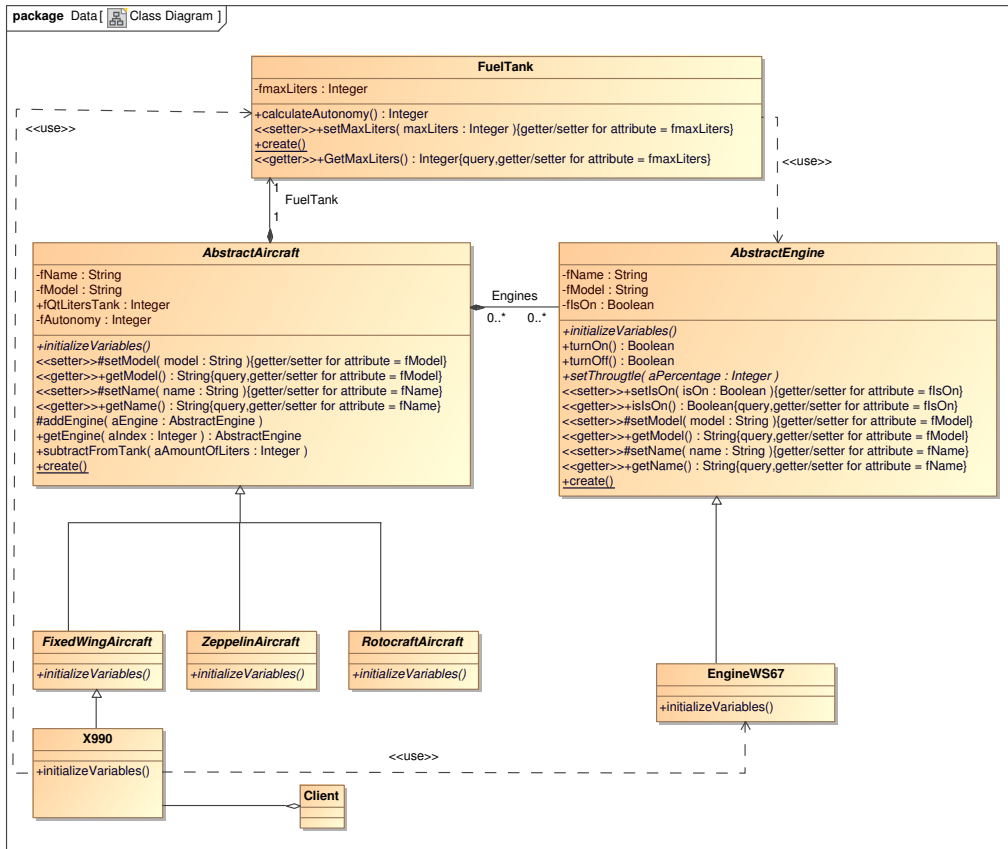 package Data [ Class Diagram ]
FuelTank
-fmaxLiters : Integer
+calculateAutonomy() : Integer
<<setter>>+setMaxLiters( maxLiters : Integer ){getter/setter for attribute = fmaxLiters}
+create()
<<getter>>+GetMaxLiters() : Integer{query,getter/setter for attribute = fmaxLiters}
<<use>>
<<use>>
1
FuelTank
1
AbstractAircraft
-fName : String
-fModel : String
+fQtLitersTank : Integer
-fAutonomy : Integer
+initializeVariables()
<<setter>>#setModel( model : String ){getter/setter for attribute = fModel}
<<getter>>+getModel() : String{query,getter/setter for attribute = fModel}
<<setter>>#setName( name : String ){getter/setter for attribute = fName}
<<getter>>+getName() : String{query,getter/setter for attribute = fName}
#addEngine( aEngine : AbstractEngine )
+getEngine( aIndex : Integer ) : AbstractEngine
+subtractFromTank( aAmountOfLiters : Integer )
+create()
Engines
0..* 0..*
AbstractEngine
-fName : String
-fModel : String
-fIsOn : Boolean
+initializeVariables()
+turnOn() : Boolean
+turnOff() : Boolean
+setThrougtle( aPercentage : Integer )
<<setter>>+setIsOn( isOn : Boolean ){getter/setter for attribute = fIsOn}
<<getter>>+isIsOn() : Boolean{query,getter/setter for attribute = fIsOn}
<<setter>>#setModel( model : String ){getter/setter for attribute = fModel}
<<getter>>+getModel() : String{query,getter/setter for attribute = fModel}
<<setter>>#setName( name : String ){getter/setter for attribute = fName}
<<getter>>+getName() : String{query,getter/setter for attribute = fName}
+create()
FixedWingAircraft
+initializeVariables()
ZeppelinAircraft
+initializeVariables()
RotocraftAircraft
+initializeVariables()
EngineWS67
+initializeVariables()
X990
+initializeVariables()
<<use>>
Client